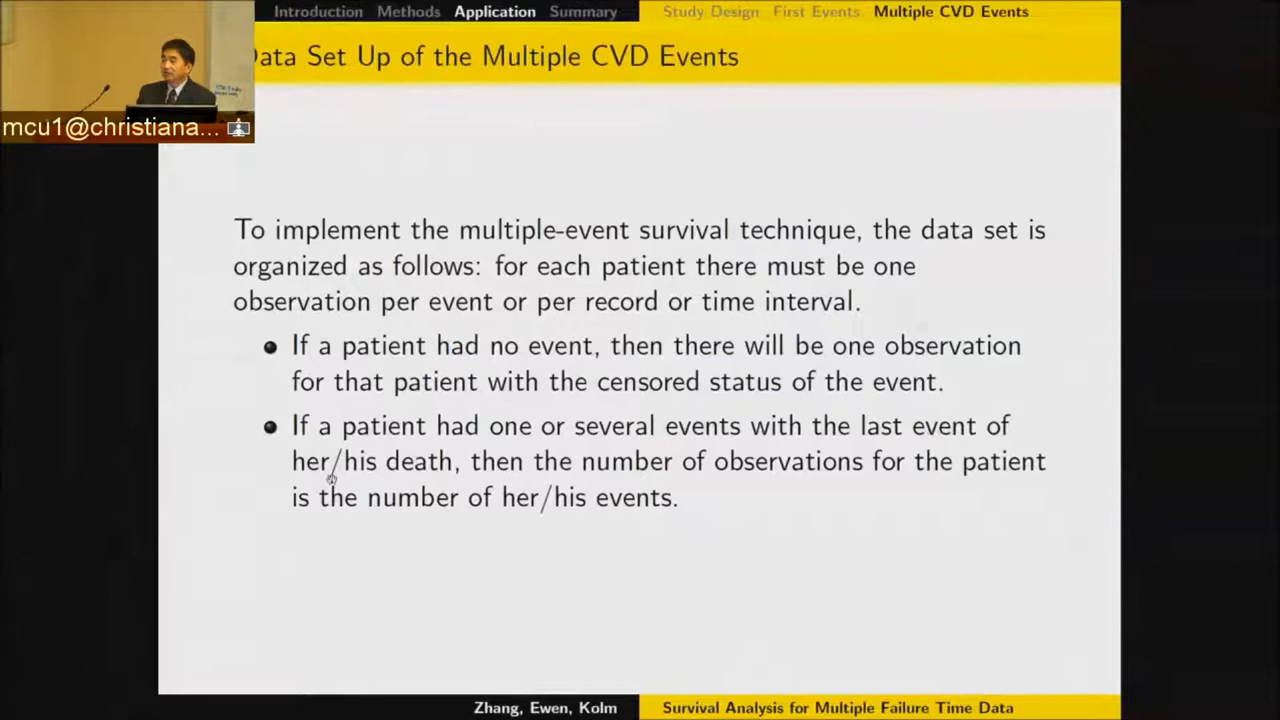 Introduction Methods Application Summary Study Design First Events Multiple CVD Events
ata Set Up of the Multiple CVD Events
mcu1@christiana...
To implement the multiple-event survival technique, the data set is
organized as follows: for each patient there must be one
observation per event or per record or time interval.
If a patient had no event, then there will be one observation
for that patient with the censored status of the event.
If a patient had one or several events with the last event of
her/his death, then the number of observations for the patient
is the number of her/his events.
Zhang, Ewen, Kolm Survival Analysis for Multiple Failure Time Data